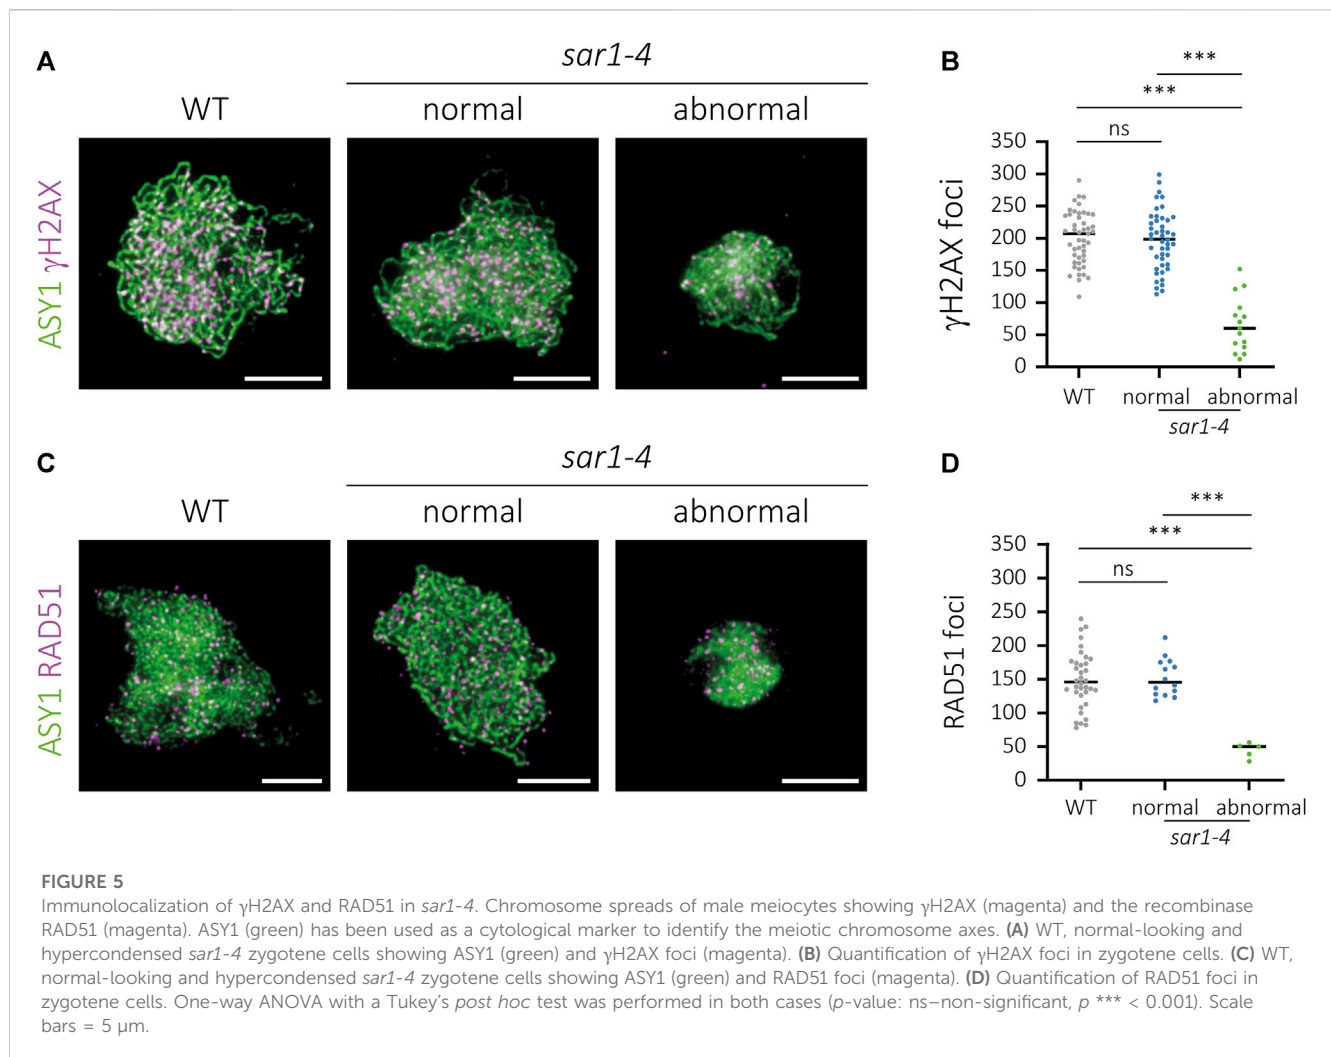 A
sar1-4
WT
normal
abnormal
ASY1 γH2AX
B
***
***
ns
γH2AX foci
350
300
250
200
150
100
50
0
WT
normal
abnormal
sar1-4
C
sar1-4
WT
normal
abnormal
ASY1 RAD51
D
***
***
ns
RAD51 foci
350
300
250
200
150
100
50
0
WT
normal
abnormal
sar1-4
FIGURE 5
Immunolocalization of γH2AX and RAD51 in sar1-4. Chromosome spreads of male meiocytes showing γH2AX (magenta) and the recombinase
RAD51 (magenta). ASY1 (green) has been used as a cytological marker to identify the meiotic chromosome axes. (A) WT, normal-looking and
hypercondensed sar1-4 zygotene cells showing ASY1 (green) and γH2AX foci (magenta). (B) Quantification of γH2AX foci in zygotene cells. (C) WT,
normal-looking and hypercondensed sar1-4 zygotene cells showing ASY1 (green) and RAD51 foci (magenta). (D) Quantification of RAD51 foci in
zygotene cells. One-way ANOVA with a Tukey's post hoc test was performed in both cases (p-value: ns–non-significant, p *** < 0.001). Scale
bars = 5 μm.